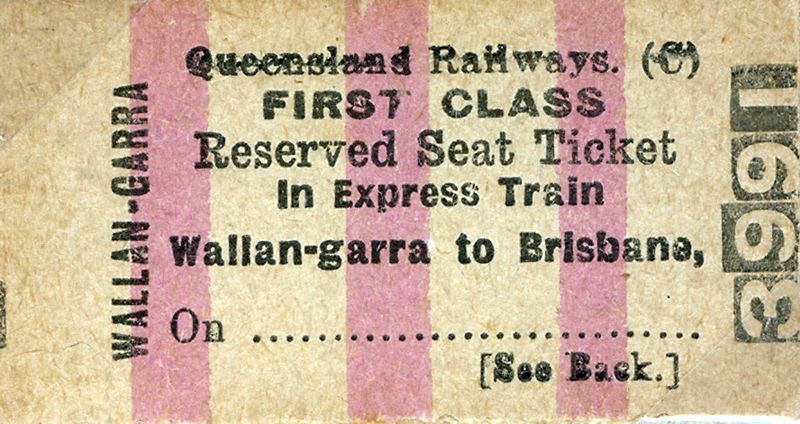 WALLAN-GARRA
Queensland Railways. (C)
FIRST CLASS
Reserved Seat Ticket
In Express Train
Wallan-garra to Brisbane,
On
[See Back.]
399